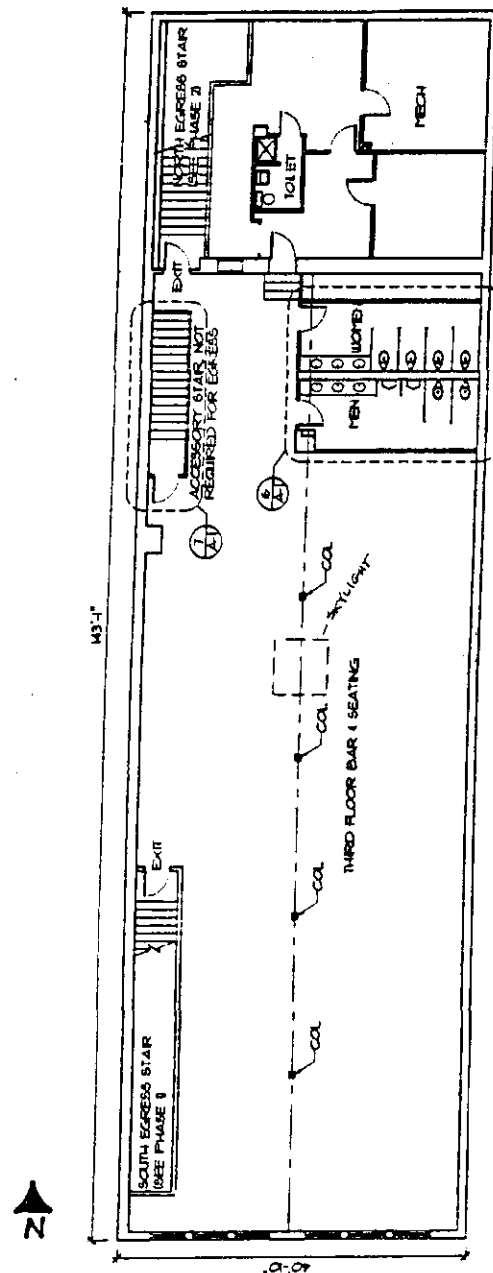 NORTH EGRESS STAIR
(SEE PHASE 2)
MECH
TOILET
EXIT
ACCESSORY STAIR, NOT
REQUIRED FOR EGRESS
WOMEN
MEN
7
A-1
6
A-1
COL
SKYLIGHT
143'-1"
COL
THIRD FLOOR BAR & SEATING
EXIT
COL
COL
SOUTH EGRESS STAIR
(SEE PHASE 1)
N
40'-0"